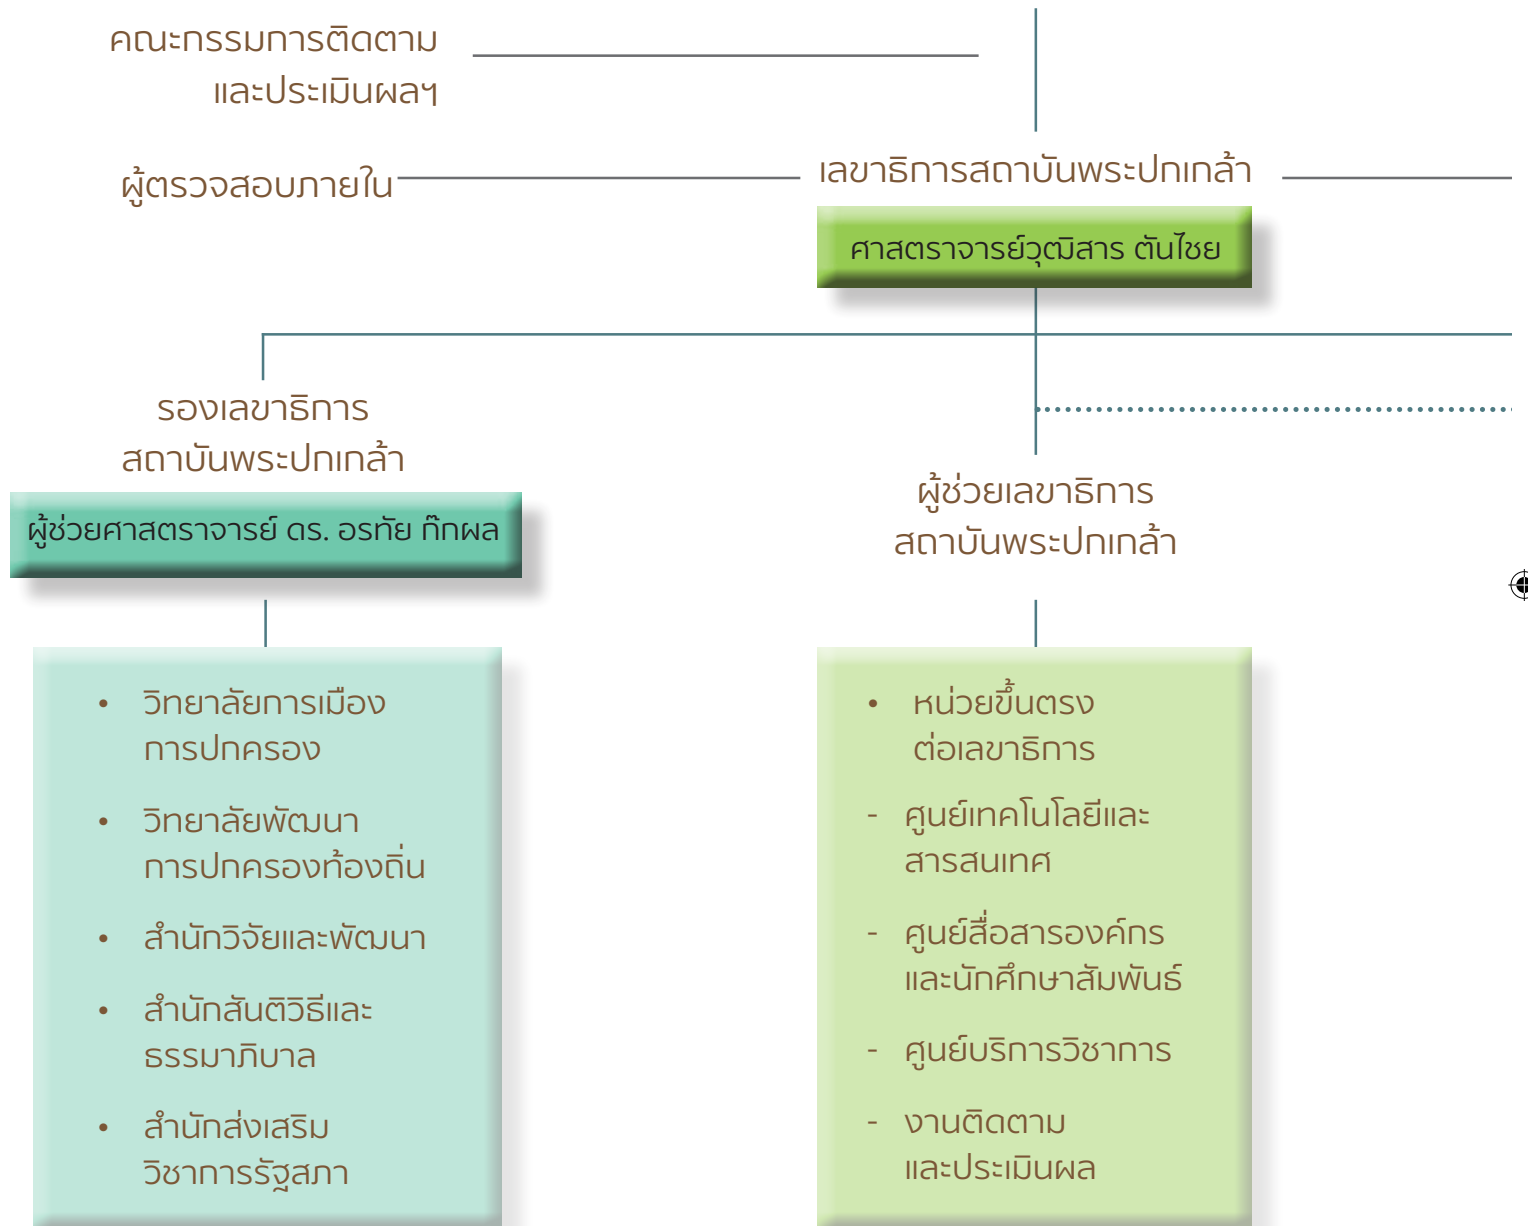 คณะกรรมการติดตาม
และประเมินผลฯ
ผู้ตรวจสอบภายใน
เลขาธิการสถาบันพระปกเกล้า
ศาสตราจารย์วุฒิสาร ตันไชย
รองเลขาธิการ
สถาบันพระปกเกล้า
ผู้ช่วยศาสตราจารย์ ดร. อรทัย ก๊กผล
ผู้ช่วยเลขาธิการ
สถาบันพระปกเกล้า
• วิทยาลัยการเมือง
การปกครอง
• วิทยาลัยพัฒนา
การปกครองท้องถิ่น
• สำนักวิจัยและพัฒนา
• สำนักสันติวิธีและ
ธรรมาภิบาล
• สำนักส่งเสริม
วิชาการรัฐสภา
• หน่วยขึ้นตรง
ต่อเลขาธิการ
- ศูนย์เทคโนโลยีและ
สารสนเทศ
- ศูนย์สื่อสารองค์กร
และนักศึกษาสัมพันธ์
- ศูนย์บริการวิชาการ
- งานติดตาม
และประเมินผล